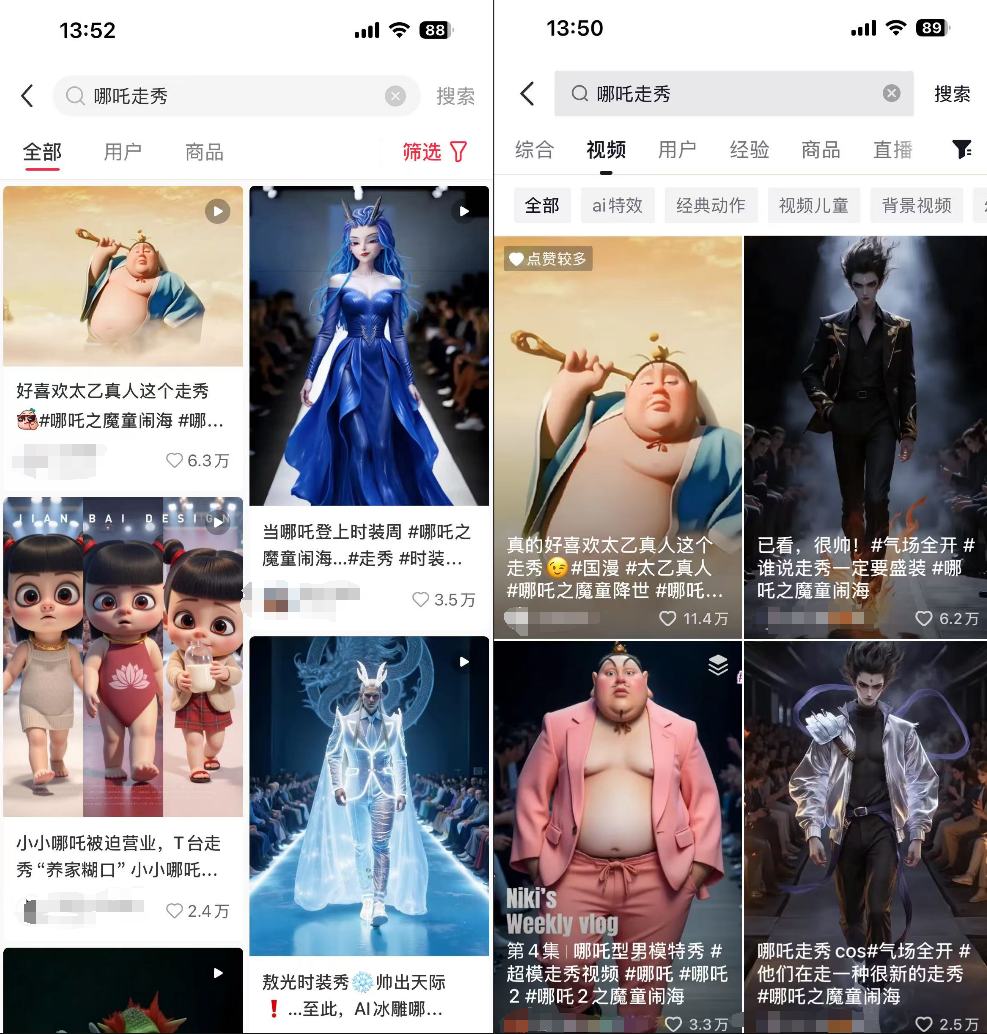 13:52
88
哪吒走秀
搜索
全部
用户
商品
筛选
好喜欢太乙真人这个走秀
#哪吒之魔童闹海 #哪...
6.3万
当哪吒登上时装周 #哪吒之
魔童闹海...#走秀 #时装...
3.5万
JIAN BAI DESIGN
小小哪吒被迫营业，T台走
秀“养家糊口” 小小哪吒...
2.4万
敖光时装秀❄️帅出天际
❗...至此，AI冰雕哪...
13:50
89
哪吒走秀
搜索
综合
视频
用户
经验
商品
直播
全部
ai特效
经典动作
视频儿童
背景视频
点赞较多
真的好喜欢太乙真人这个
走秀😉#国漫 #太乙真人
#哪吒之魔童降世 #哪吒...
11.4万
已看，很帅！#气场全开 #
谁说走秀一定要盛装 #哪
吒之魔童闹海
6.2万
Niki's
Weekly vlog
第4集 | 哪吒型男模特秀 #
超模走秀视频 #哪吒 #哪吒
2 #哪吒2之魔童闹海
3.3万
哪吒走秀cos#气场全开 #
他们在走一种很新的走秀
#哪吒之魔童闹海
2.5万